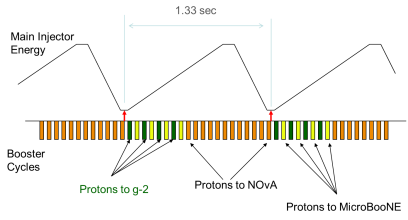 1.33 sec
Main Injector
Energy
Booster
Cycles
Protons to g-2
Protons to NOvA
Protons to MicroBooNE